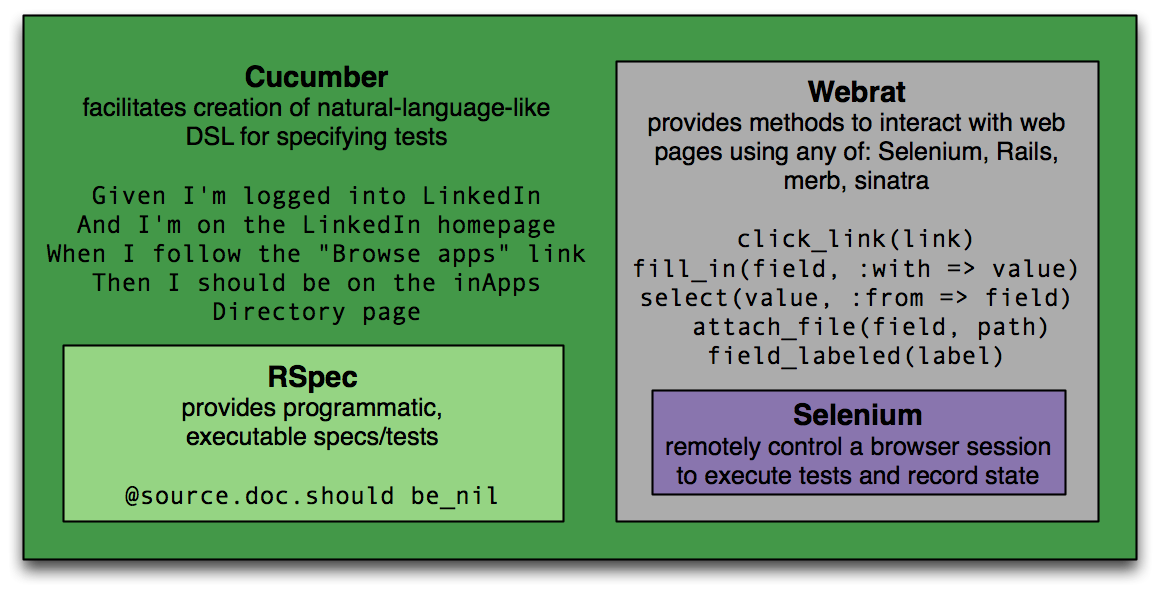 Cucumber
facilitates creation of natural-language-like
DSL for specifying tests
Given I'm logged into LinkedIn
And I'm on the LinkedIn homepage
When I follow the "Browse apps" link
Then I should be on the inApps
Directory page
RSpec
provides programmatic,
executable specs/tests
@source.doc.should be_nil
Webrat
provides methods to interact with web
pages using any of: Selenium, Rails,
merb, sinatra
click_link(link)
fill_in(field, :with => value)
select(value, :from => field)
attach_file(field, path)
field_labeled(label)
Selenium
remotely control a browser session
to execute tests and record state